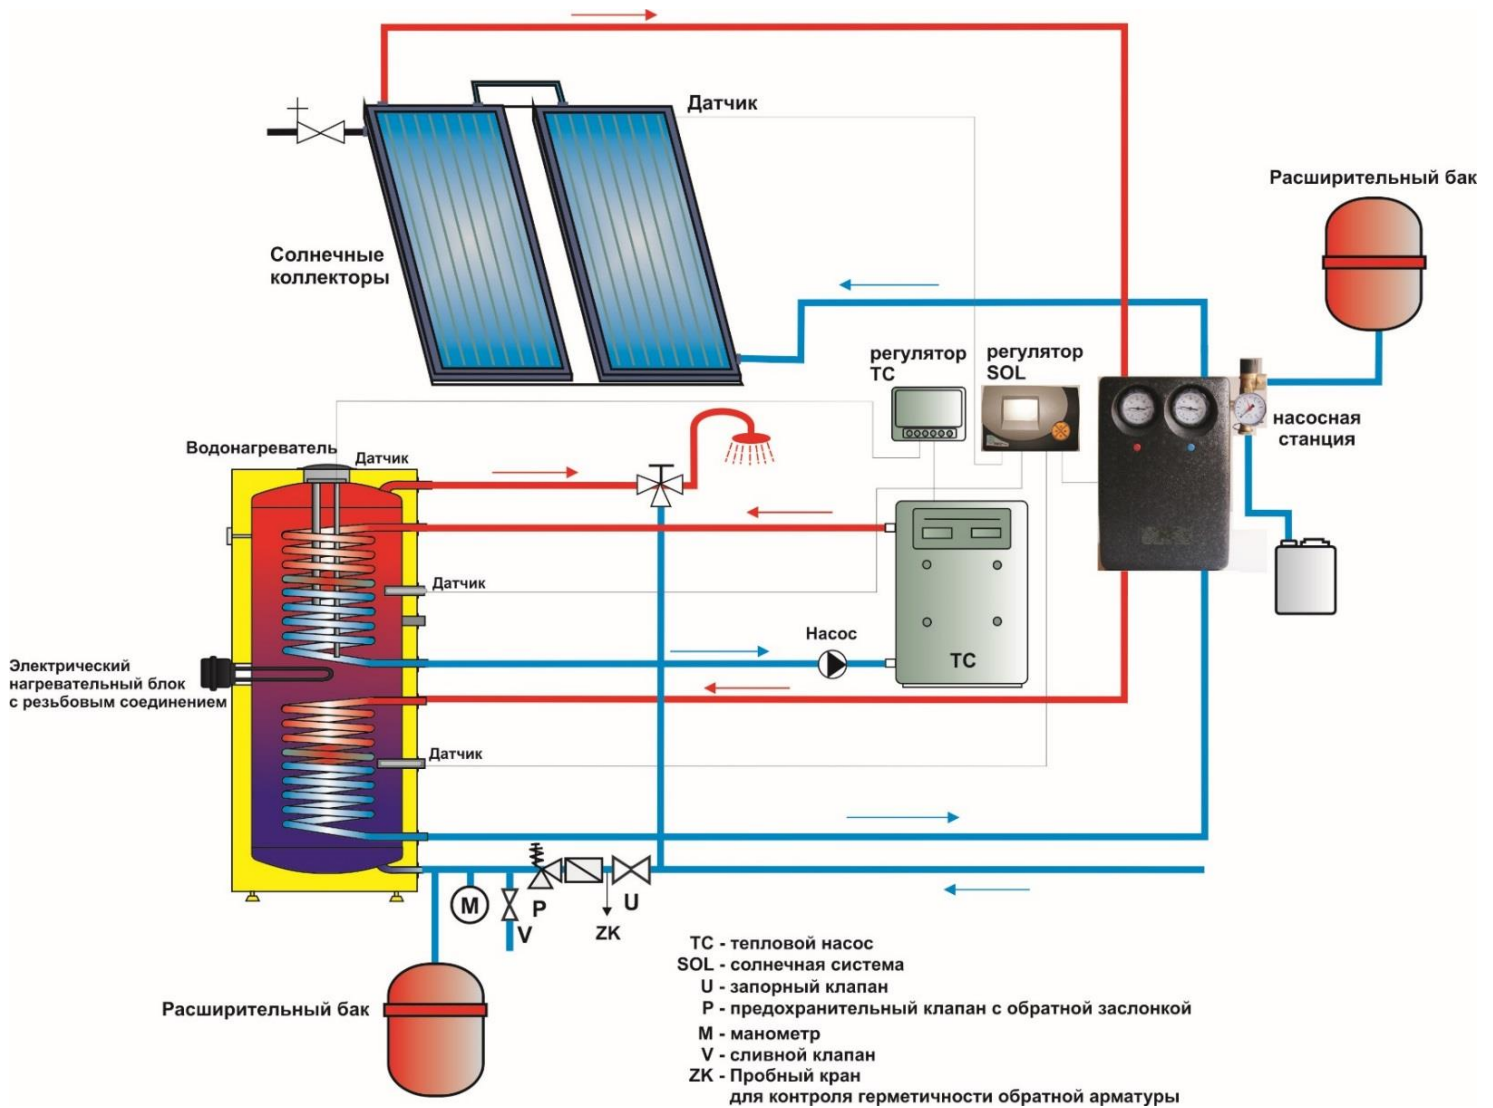 Датчик
Расширительный бак
Солнечные
коллекторы
регулятор
ТС
регулятор
SOL
насосная
станция
Водонагреватель
Датчик
Датчик
Насос
ТС
Электрический
нагревательный блок
с резьбовым соединением
Датчик
M
V
P
ZK
U
Расширительный бак
ТС - тепловой насос
SOL - солнечная система
U - запорный клапан
P - предохранительный клапан с обратной заслонкой
M - манометр
V - сливной клапан
ZK - Пробный кран
для контроля герметичности обратной арматуры